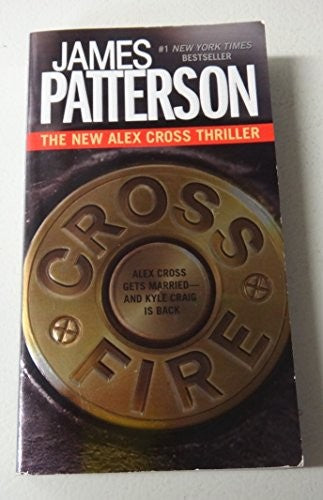 JAMES
#1 NEW YORK TIMES
BESTSELLER
PATTERSON
THE NEW ALEX CROSS THRILLER
CROSS
ALEX CROSS
GETS MARRIED—
AND KYLE CRAIG
IS BACK
FIRE